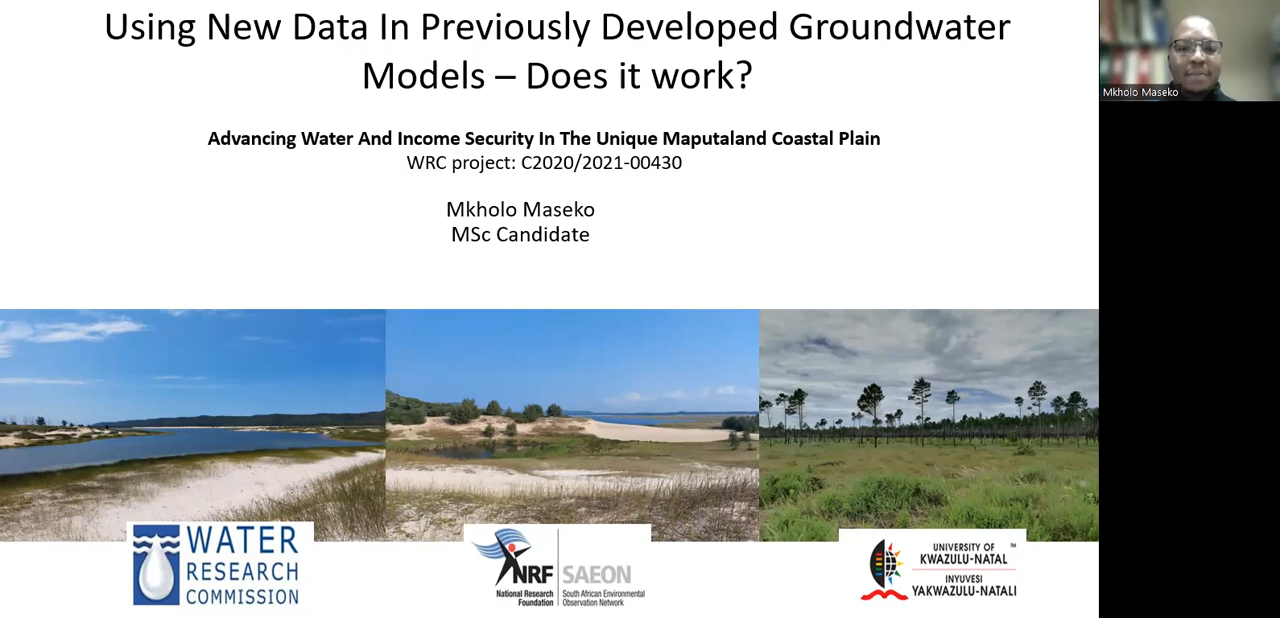 Using New Data In Previously Developed Groundwater
Models – Does it work?
Advancing Water And Income Security In The Unique Maputaland Coastal Plain
WRC project: C2020/2021-00430
Mkholo Maseko
MSc Candidate
Mkholo Maseko
WATER
RESEARCH
COMMISSION
NRF
National Research
Foundation
SAEON
South African Environmental
Observation Network
UNIVERSITY OF
KWAZULU-NATAL
INYUVESI
YAKWAZULU-NATALI
TM